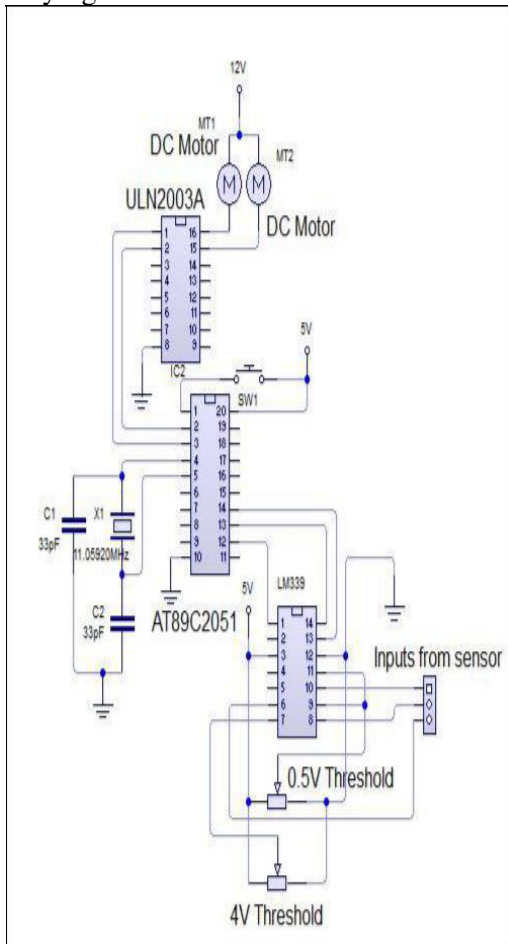 12V
MT1
DC Motor
MT2
M
M
ULN2003A
DC Motor
1 16
2 15
3 14
4 13
5 12
6 11
7 10
8 9
IC2
5V
SW1
1 20
2 19
3 18
4 17
5 16
6 15
7 14
8 13
9 12
10 11
C1
33pF
X1
11.05920MHz
C2
33pF
AT89C2051
5V
LM339
1 14
2 13
3 12
4 11
5 10
6 9
7 8
Inputs from sensor
0.5V Threshold
4V Threshold